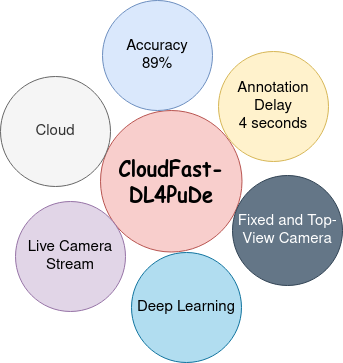 Accuracy
89%
Annotation
Delay
4 seconds
Cloud
CloudFast-
DL4PuDe
Fixed and Top-
View Camera
Live Camera
Stream
Deep Learning